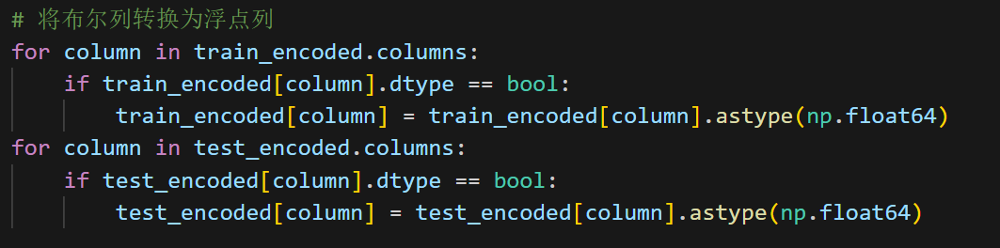 # 将布尔列转换为浮点列
for column in train_encoded.columns:
    if train_encoded[column].dtype == bool:
        train_encoded[column] = train_encoded[column].astype(np.float64)
for column in test_encoded.columns:
    if test_encoded[column].dtype == bool:
        test_encoded[column] = test_encoded[column].astype(np.float64)